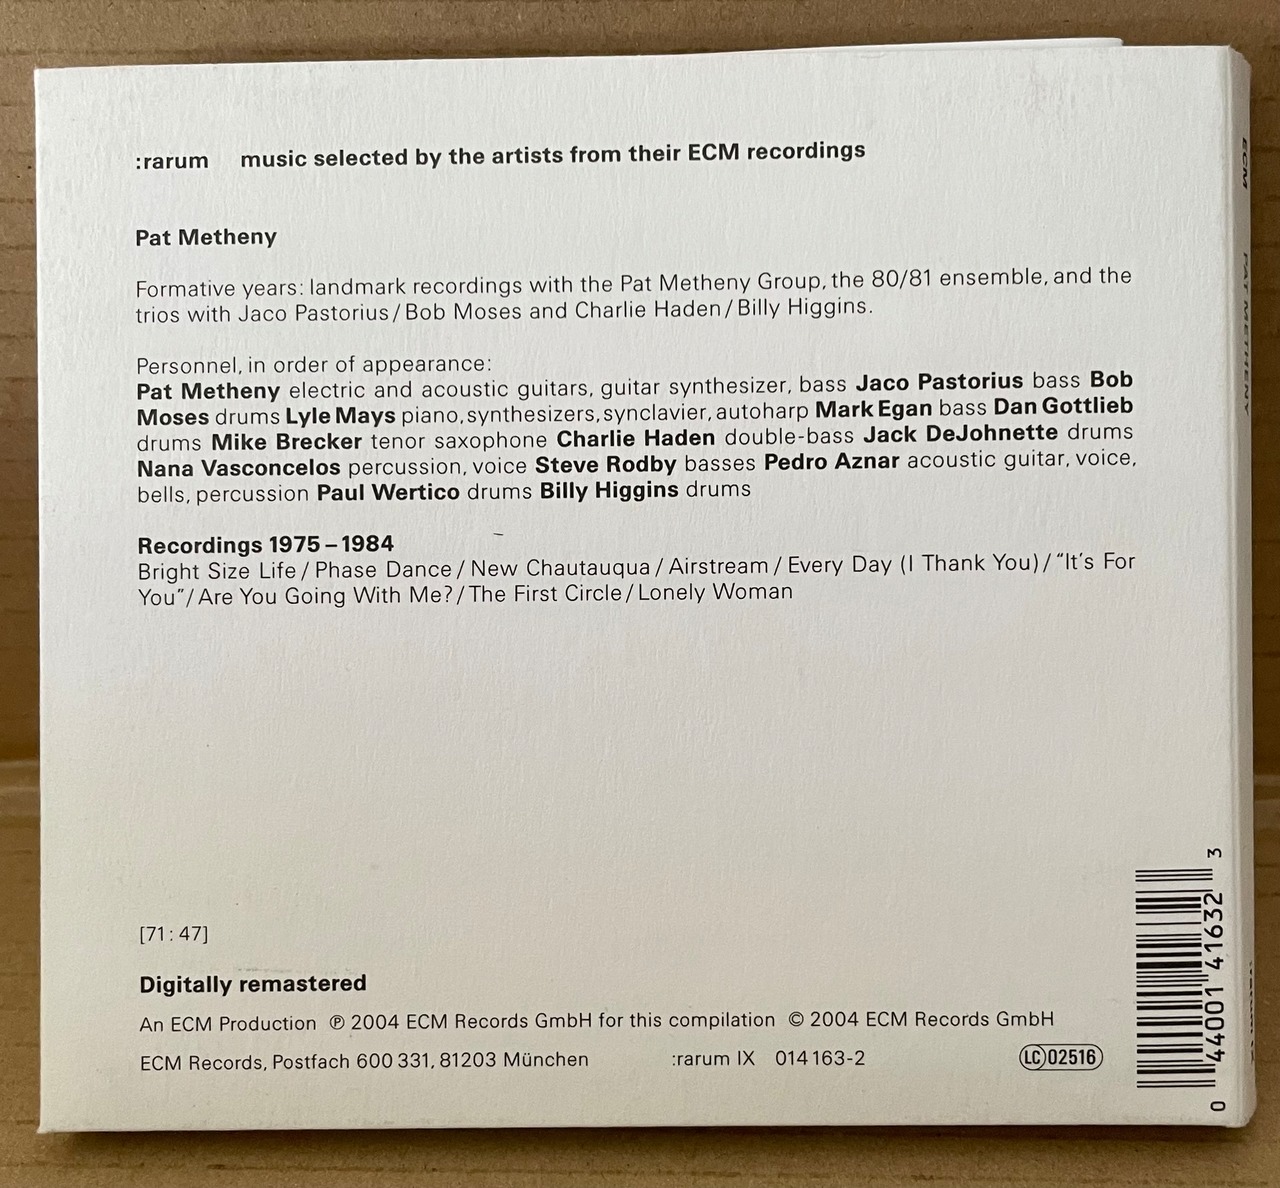 :rarum music selected by the artists from their ECM recordings
Pat Metheny
Formative years: landmark recordings with the Pat Metheny Group, the 80/81 ensemble, and the
trios with Jaco Pastorius / Bob Moses and Charlie Haden / Billy Higgins.
Personnel, in order of appearance:
Pat Metheny electric and acoustic guitars, guitar synthesizer, bass Jaco Pastorius bass Bob
Moses drums Lyle Mays piano, synthesizers, synclavier, autoharp Mark Egan bass Dan Gottlieb
drums Mike Brecker tenor saxophone Charlie Haden double-bass Jack DeJohnette drums
Nana Vasconcelos percussion, voice Steve Rodby basses Pedro Aznar acoustic guitar, voice,
bells, percussion Paul Wertico drums Billy Higgins drums
Recordings 1975 – 1984
Bright Size Life / Phase Dance / New Chautauqua / Airstream / Every Day (I Thank You) / “It’s For
You” / Are You Going With Me? / The First Circle / Lonely Woman
[71 : 47]
Digitally remastered
An ECM Production ℗ 2004 ECM Records GmbH for this compilation © 2004 ECM Records GmbH
ECM Records, Postfach 600 331, 81203 München :rarum IX 014 163-2 LC 02516
0 44001 41632 3
ECM PAT METHENY